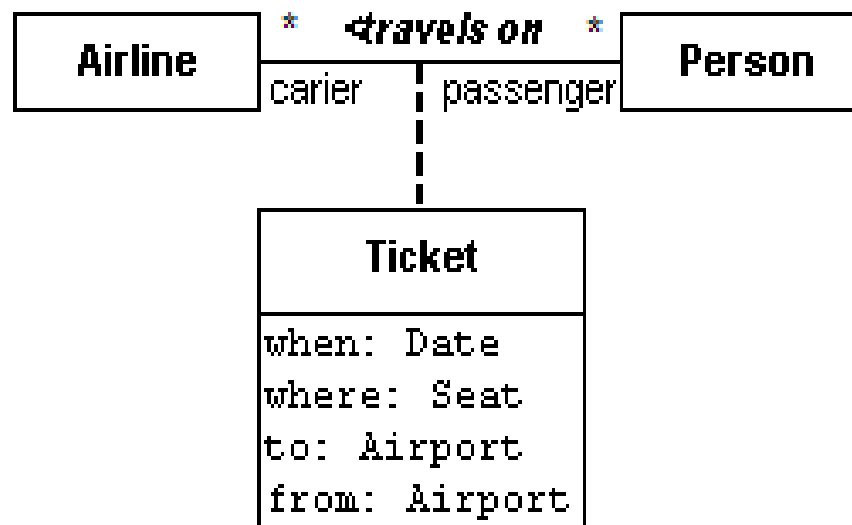 * <travels on *
Airline Person
carier passenger
Ticket
when: Date
where: Seat
to: Airport
from: Airport